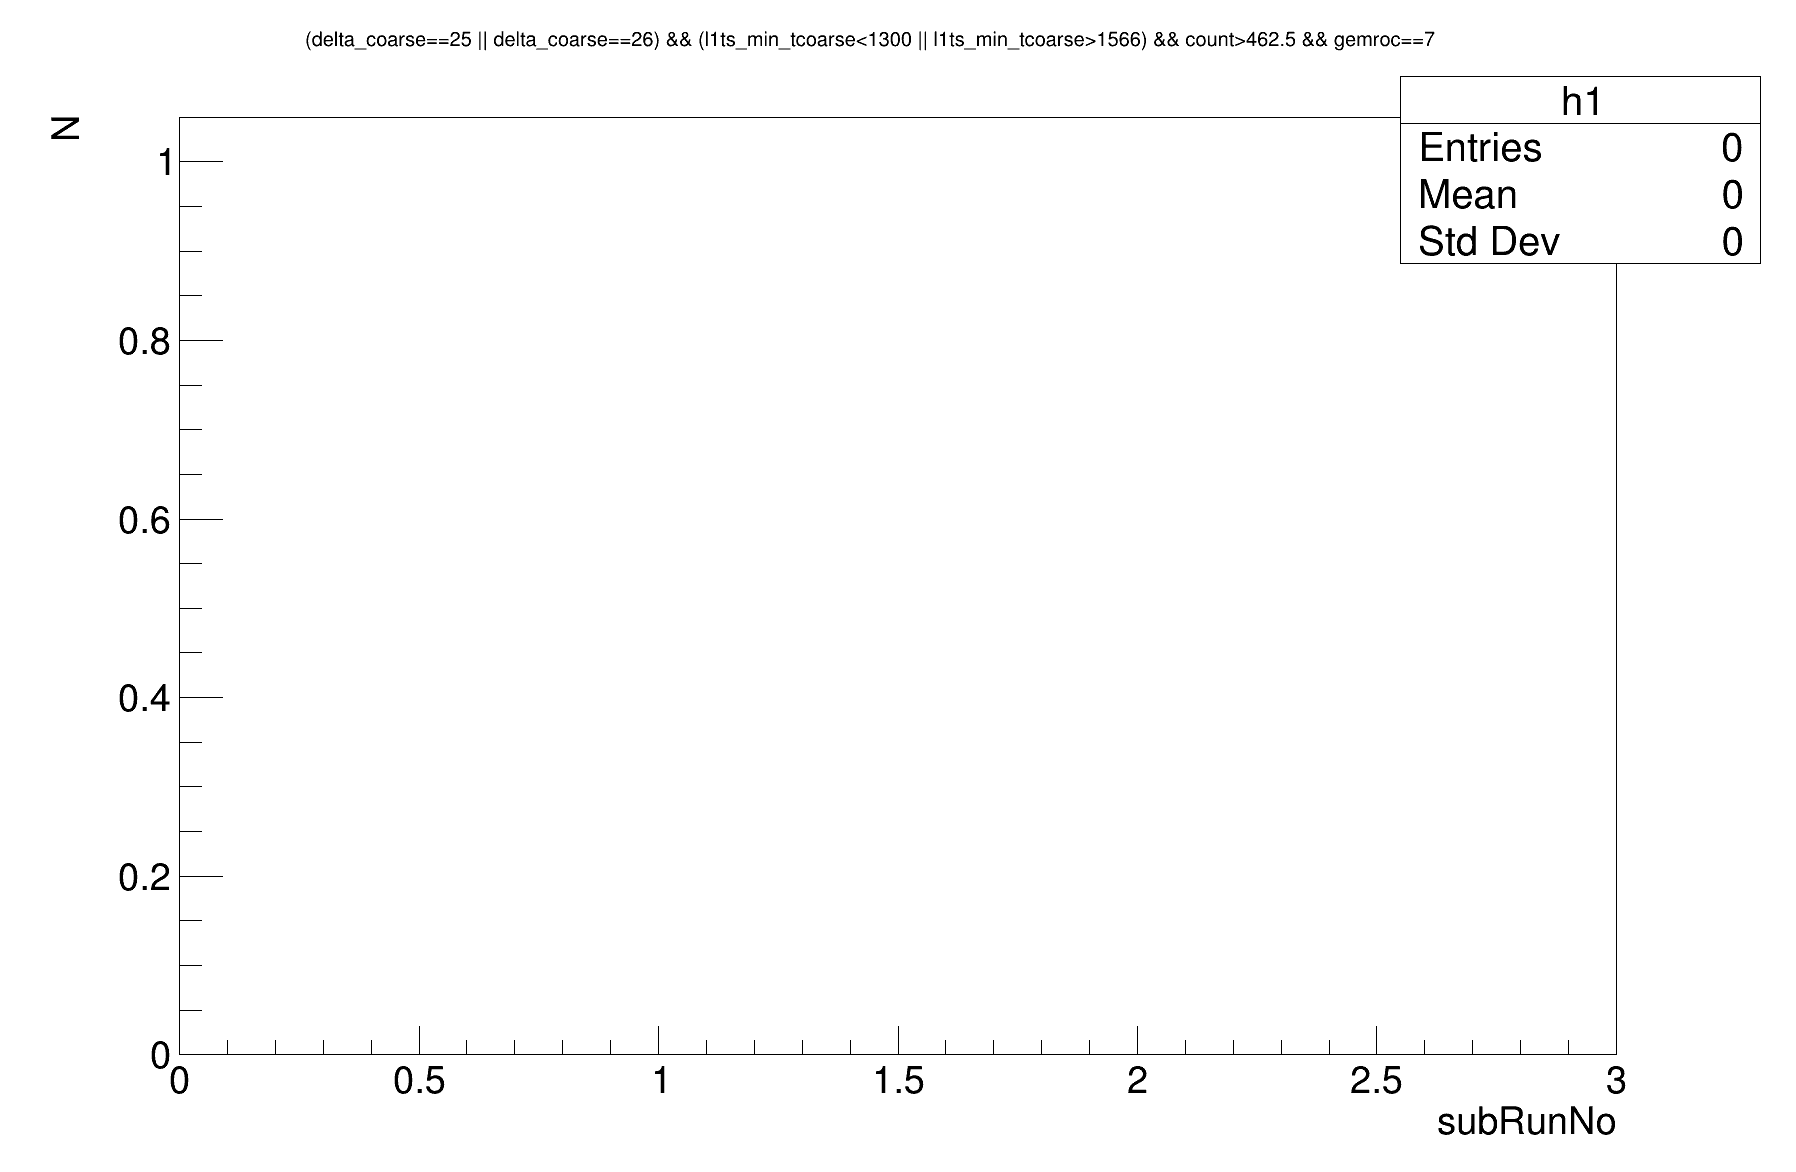 (delta_coarse==25 || delta_coarse==26) && (l1ts_min_tcoarse<1300 || l1ts_min_tcoarse>1566) && count>462.5 && gemroc==7
h1
Entries 0
Mean 0
Std Dev 0
N
1
0.8
0.6
0.4
0.2
0
0 0.5 1 1.5 2 2.5 3
subRunNo